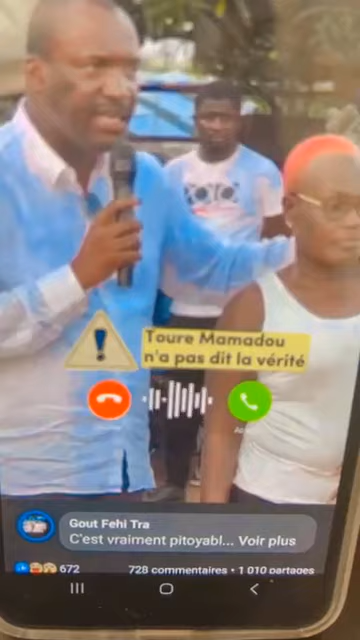 Toure Mamadou
n'a pas dit la vérité
Gout Fehi Tra
C'est vraiment pitoyabl... Voir plus
672
728 commentaires • 1 010 partages